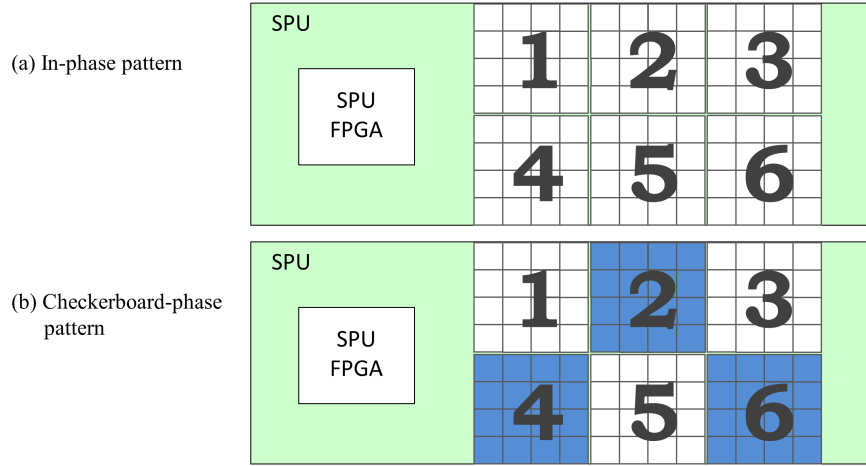 (a) In-phase pattern
SPU
SPU
FPGA
1 2 3
4 5 6
(b) Checkerboard-phase
pattern
SPU
SPU
FPGA
1 2 3
4 5 6